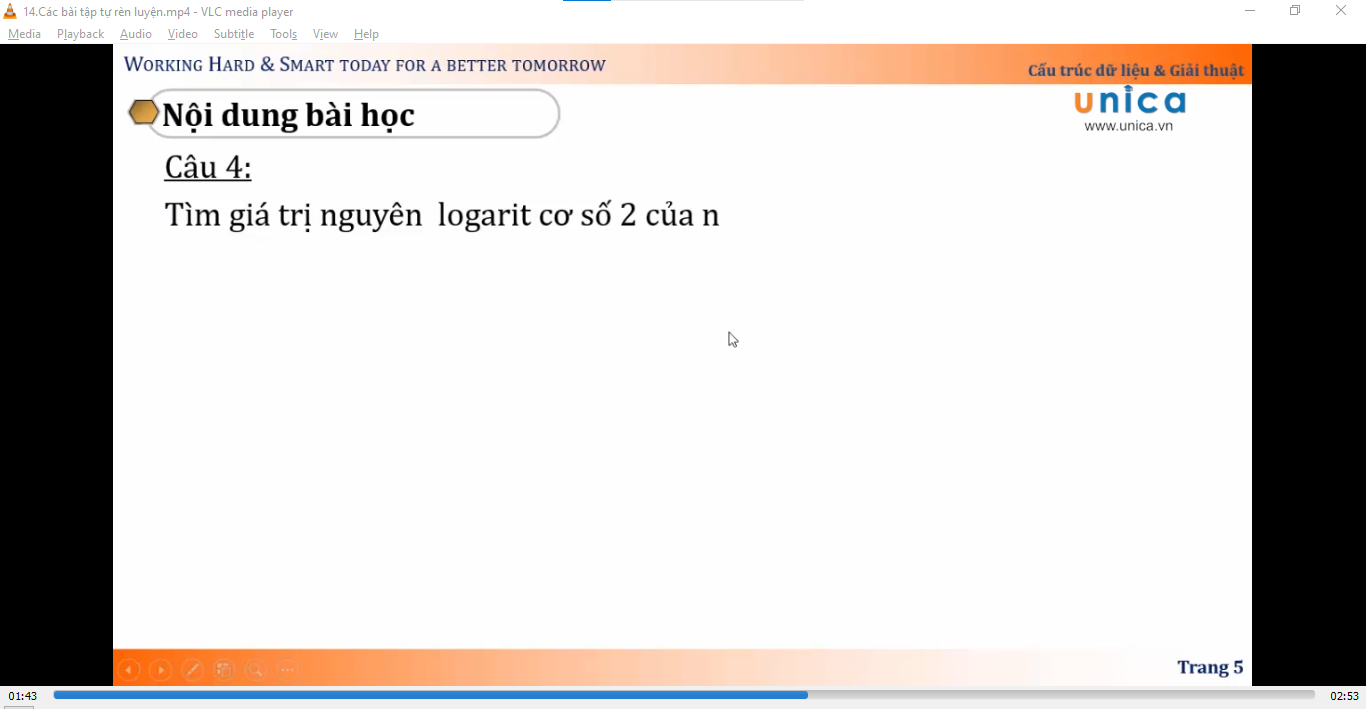 14.Các bài tập tự rèn luyện.mp4 - VLC media player
Media Playback Audio Video Subtitle Tools View Help
WORKING HARD & SMART TODAY FOR A BETTER TOMORROW
Cấu trúc dữ liệu & Giải thuật
unica
www.unica.vn
Nội dung bài học
Câu 4:
Tìm giá trị nguyên logarit cơ số 2 của n
Trang 5
01:43
02:53